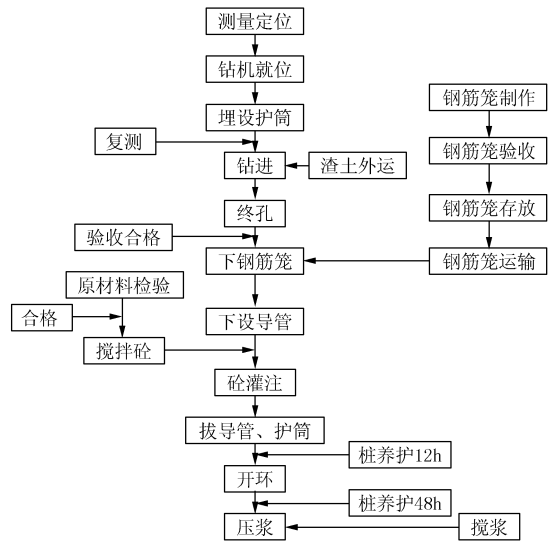 测量定位
钻机就位
钢筋笼制作
埋设护筒
复测
钢筋笼验收
钻进
渣土外运
终孔
钢筋笼存放
验收合格
下钢筋笼
钢筋笼运输
原材料检验
合格
下设导管
搅拌砼
砼灌注
拔导管、护筒
桩养护12h
开环
桩养护48h
压浆
搅浆